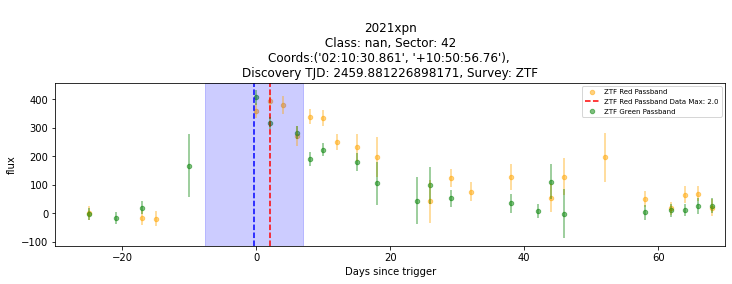 2021xpn
Class: nan, Sector: 42
Coords:('02:10:30.861', '+10:50:56.76'),
Discovery TJD: 2459.881226898171, Survey: ZTF
ZTF Red Passband
ZTF Red Passband Data Max: 2.0
ZTF Green Passband
flux
400
300
200
100
0
−100
−20
0
20
40
60
Days since trigger